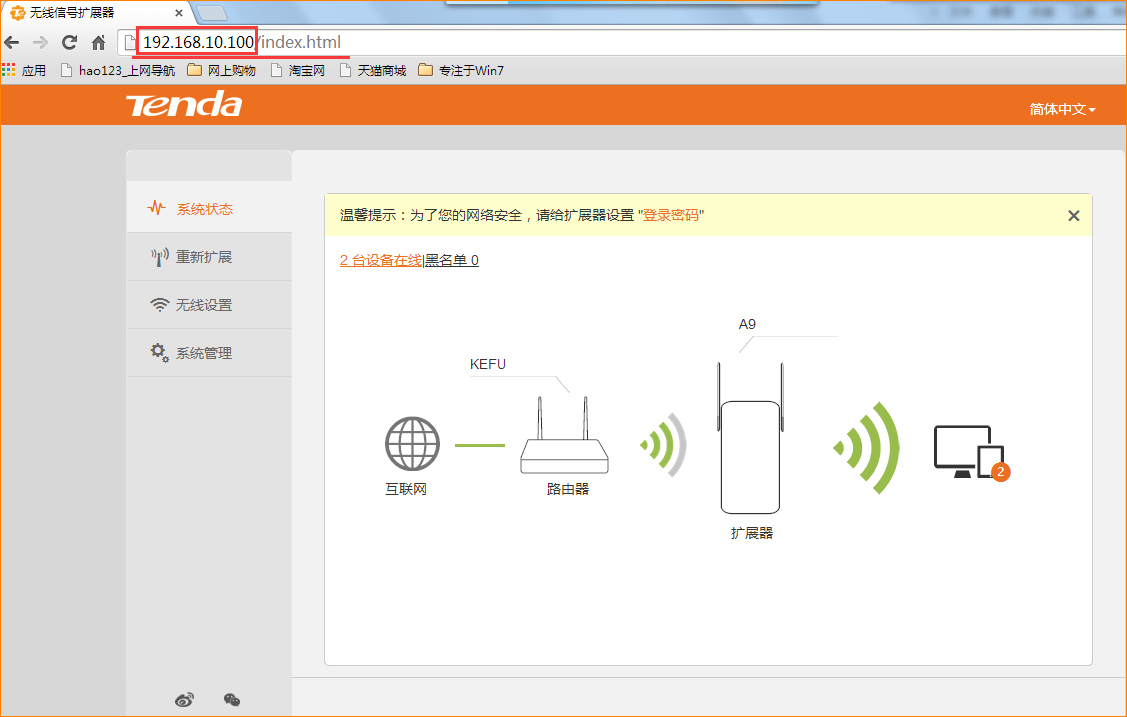 无线信号扩展器
192.168.10.100/index.html
应用 hao123_上网导航 网上购物 淘宝网 天猫商城 专注于Win7
Tenda
简体中文
系统状态
重新扩展
无线设置
系统管理
温馨提示：为了您的网络安全，请给扩展器设置 "登录密码"
2 台设备在线|黑名单 0
A9
KEFU
2
互联网
路由器
扩展器